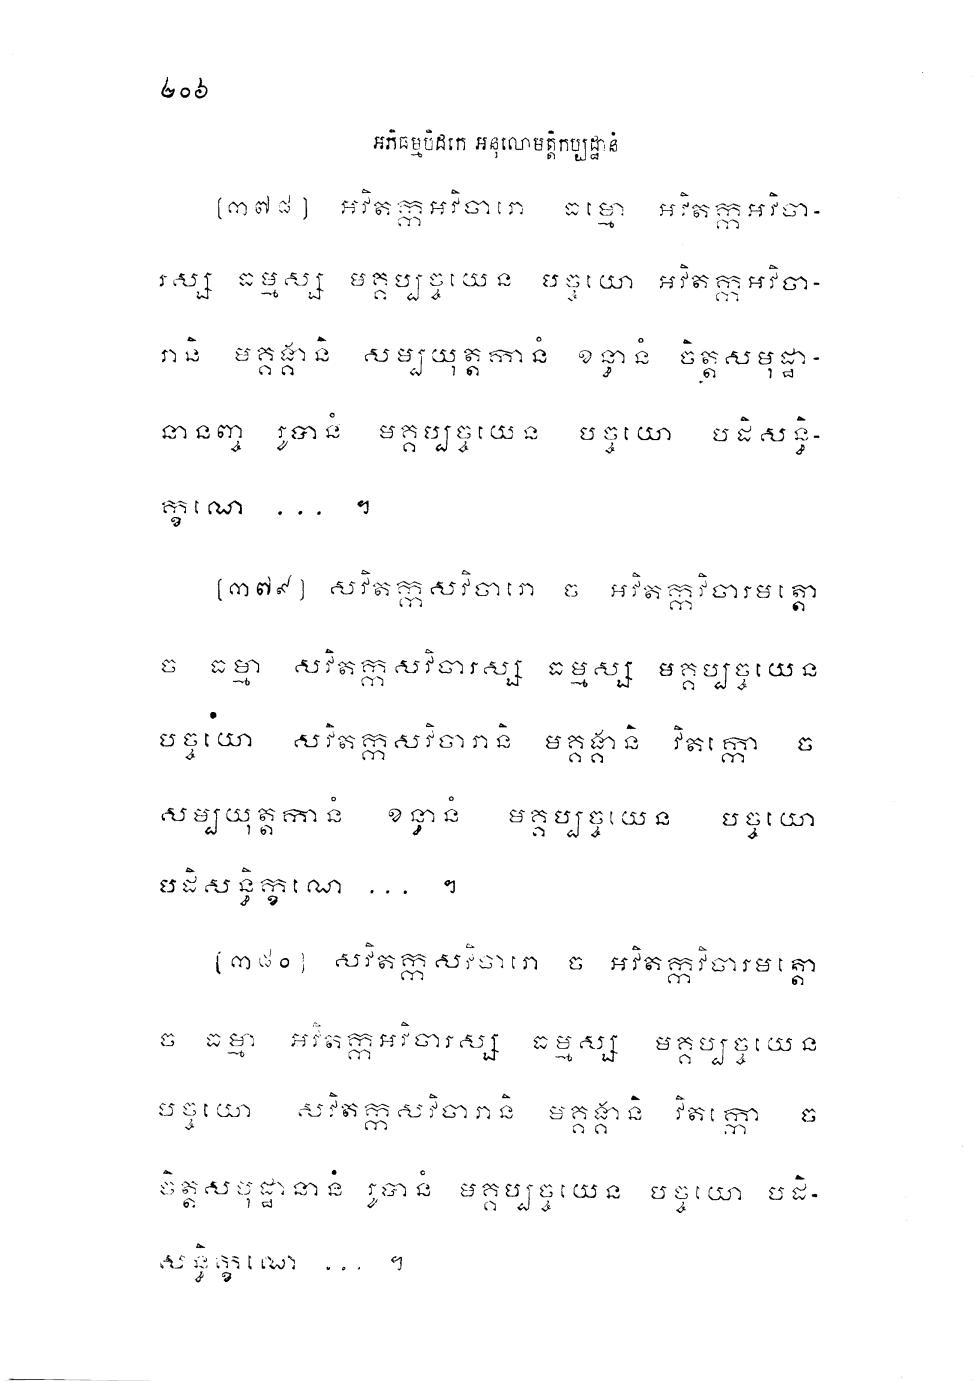 ២០៦
អភិធម្មបិដកេ អនុលោមត្តិកប្បដ្ឋានំ
(៣៧៨) អវិតក្កអវិចារោ ធម្មោ អវិតក្កអវិចា-
រស្ស ធម្មស្ស មគ្គប្បច្ចយេន បច្ចយោ អវិតក្កអវិចា-
រានិ មគ្គង្គានិ សម្បយុត្តកានំ ខន្ធានំ ចិត្តសមុដ្ឋា-
នានញ្ច រូបានំ មគ្គប្បច្ចយេន បច្ចយោ បដិសន្ធិ-
ក្ខណេ ... ។
(៣៧៩) សវិតក្កសវិចារោ ច អវិតក្កវិចារមត្តោ
ច ធម្មា សវិតក្កសវិចារស្ស ធម្មស្ស មគ្គប្បច្ចយេន
បច្ចយោ សវិតក្កសវិចារានិ មគ្គង្គានិ វិតក្កោ ច
សម្បយុត្តកានំ ខន្ធានំ មគ្គប្បច្ចយេន បច្ចយោ
បដិសន្ធិក្ខណេ ... ។
(៣៨០) សវិតក្កសវិចារោ ច អវិតក្កវិចារមត្តោ
ច ធម្មា អវិតក្កអវិចារស្ស ធម្មស្ស មគ្គប្បច្ចយេន
បច្ចយោ សវិតក្កសវិចារានិ មគ្គង្គានិ វិតក្កោ ច
ចិត្តសមុដ្ឋានានំ រូបានំ មគ្គប្បច្ចយេន បច្ចយោ បដិ-
សន្ធិក្ខណេ ... ។